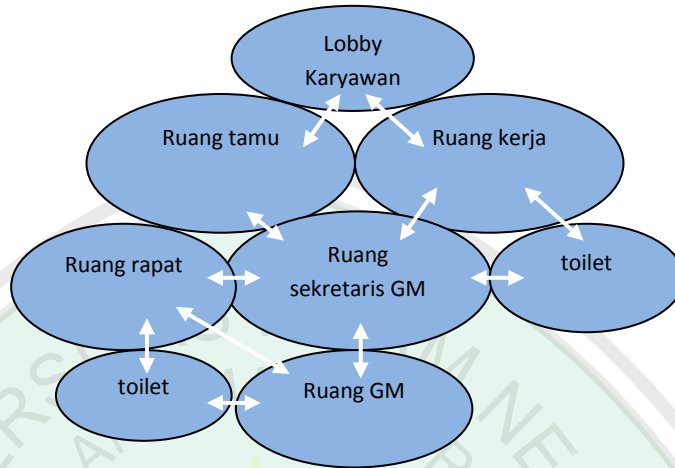 Lobby
Karyawan
Ruang tamu
Ruang kerja
Ruang rapat
Ruang
sekretaris GM
toilet
toilet
Ruang GM